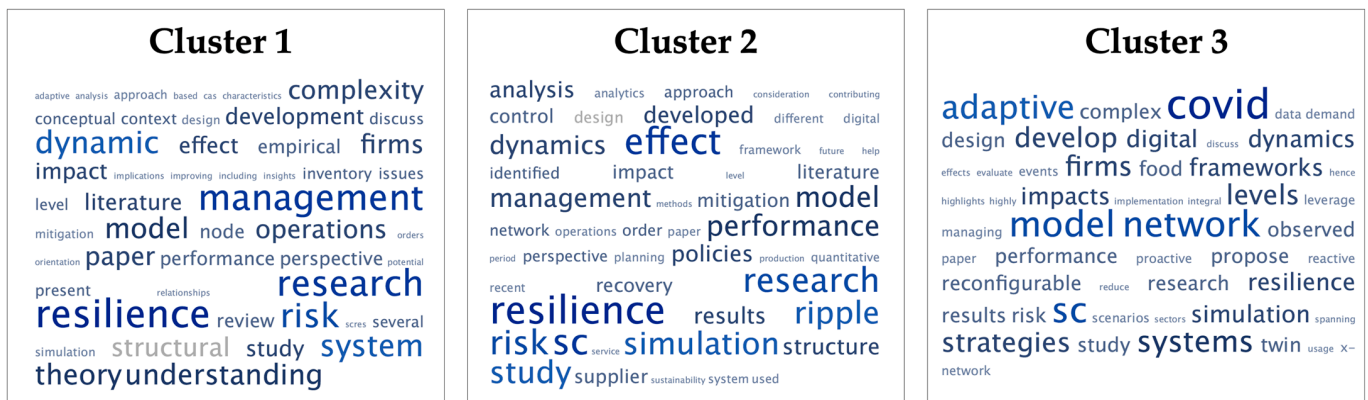 Cluster 1
adaptive analysis approach based cas characteristics complexity
conceptual context design development discuss
dynamic effect empirical firms
impact implications improving including insights inventory issues
level literature management
mitigation model node operations orders
orientation paper performance perspective potential
present relationships research
resilience review risk scres several
simulation structural study system
theory understanding
Cluster 2
analysis analytics approach consideration contributing
control design developed different digital
dynamics effect framework future help
identified impact level literature
management methods mitigation model
network operations order paper performance
period perspective planning policies production quantitative
recent recovery research
resilience results ripple
risk sc service simulation structure
study supplier sustainability system used
Cluster 3
adaptive complex covid data demand
design develop digital discuss dynamics
effects evaluate events firms food frameworks hence
highlights highly impacts implementation integral levels leverage
managing model network observed
paper performance proactive propose reactive
reconfigurable reduce research resilience
results risk sc scenarios sectors simulation spanning
strategies study systems twin usage x-
network